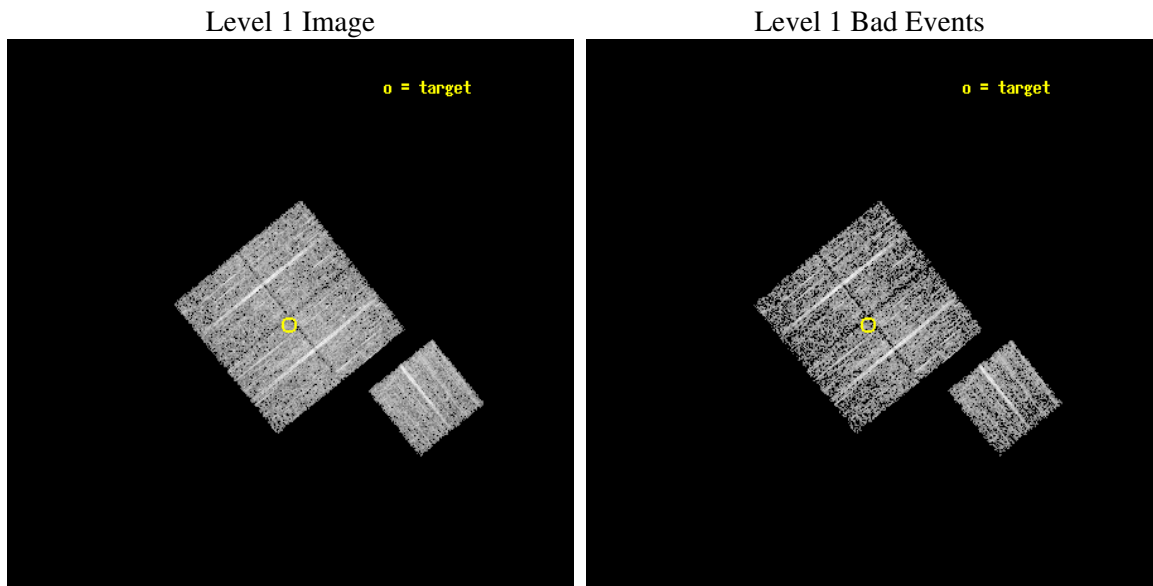 Level 1 Image
Level 1 Bad Events
o = target
o = target